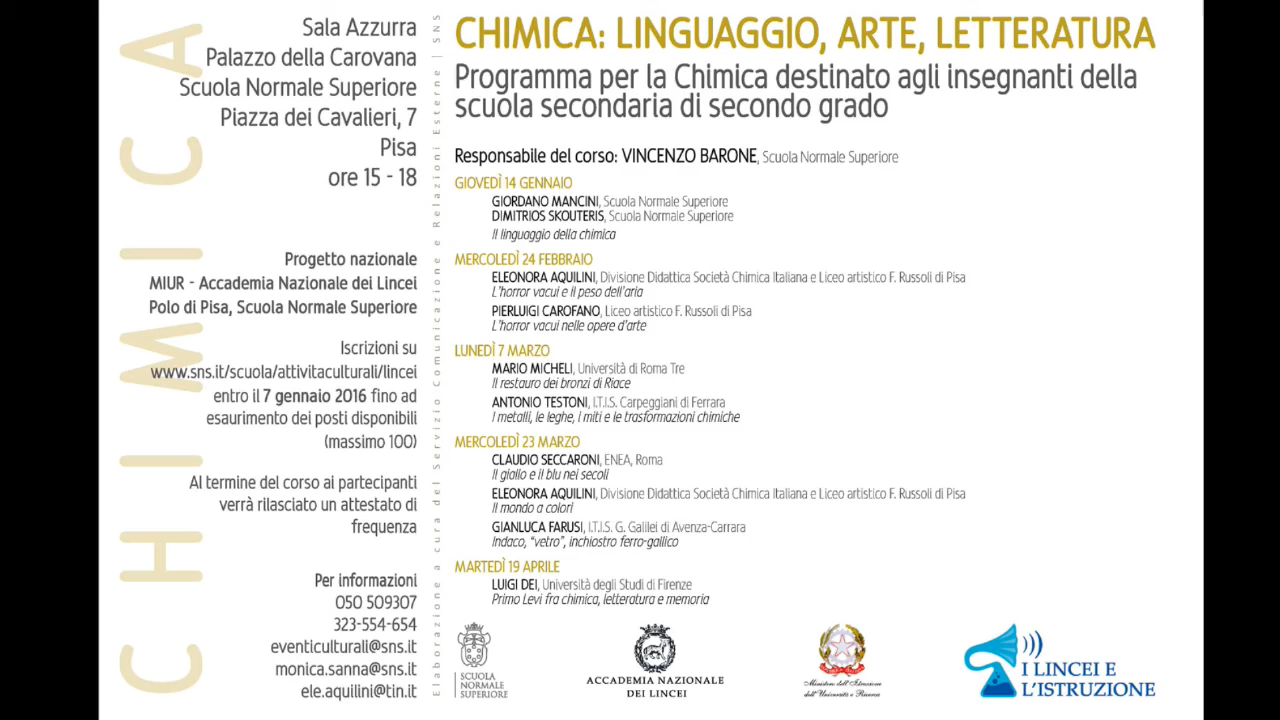 CHIMICA
Sala Azzurra
Palazzo della Carovana
Scuola Normale Superiore
Piazza dei Cavalieri, 7
Pisa
ore 15 - 18
Progetto nazionale
MIUR - Accademia Nazionale dei Lincei
Polo di Pisa, Scuola Normale Superiore
Iscrizioni su
www.sns.it/scuola/attivitaculturali/lincei
entro il 7 gennaio 2016 fino ad
esaurimento dei posti disponibili
(massimo 100)
Al termine del corso ai partecipanti
verrà rilasciato un attestato di
frequenza
Per informazioni
050 509307
323-554-654
eventiculturali@sns.it
monica.sanna@sns.it
ele.aquilini@tin.it
Elaborazione a cura del Servizio Comunicazione e Relazioni Esterne | SNS
CHIMICA: LINGUAGGIO, ARTE, LETTERATURA
Programma per la Chimica destinato agli insegnanti della
scuola secondaria di secondo grado
Responsabile del corso: VINCENZO BARONE, Scuola Normale Superiore
GIOVEDÌ 14 GENNAIO
GIORDANO MANCINI, Scuola Normale Superiore
DIMITRIOS SKOUTERIS, Scuola Normale Superiore
Il linguaggio della chimica
MERCOLEDÌ 24 FEBBRAIO
ELEONORA AQUILINI, Divisione Didattica Società Chimica Italiana e Liceo artistico F. Russoli di Pisa
L'horror vacui e il peso dell'aria
PIERLUIGI CAROFANO, Liceo artistico F. Russoli di Pisa
L'horror vacui nelle opere d'arte
LUNEDÌ 7 MARZO
MARIO MICHELI, Università di Roma Tre
Il restauro dei bronzi di Riace
ANTONIO TESTONI, I.T.I.S. Carpeggiani di Ferrara
I metalli, le leghe, i miti e le trasformazioni chimiche
MERCOLEDÌ 23 MARZO
CLAUDIO SECCARONI, ENEA, Roma
Il giallo e il blu nei secoli
ELEONORA AQUILINI, Divisione Didattica Società Chimica Italiana e Liceo artistico F. Russoli di Pisa
Il mondo a colori
GIANLUCA FARUSI, I.T.I.S. G. Galilei di Avenza-Carrara
Indaco, "vetro", inchiostro ferro-gallico
MARTEDÌ 19 APRILE
LUIGI DEI, Università degli Studi di Firenze
Primo Levi fra chimica, letteratura e memoria
SCUOLA
NORMALE
SUPERIORE
ACCADEMIA NAZIONALE
DEI LINCEI
Ministero dell'Istruzione
dell'Università e Ricerca
I LINCEI E
L'ISTRUZIONE